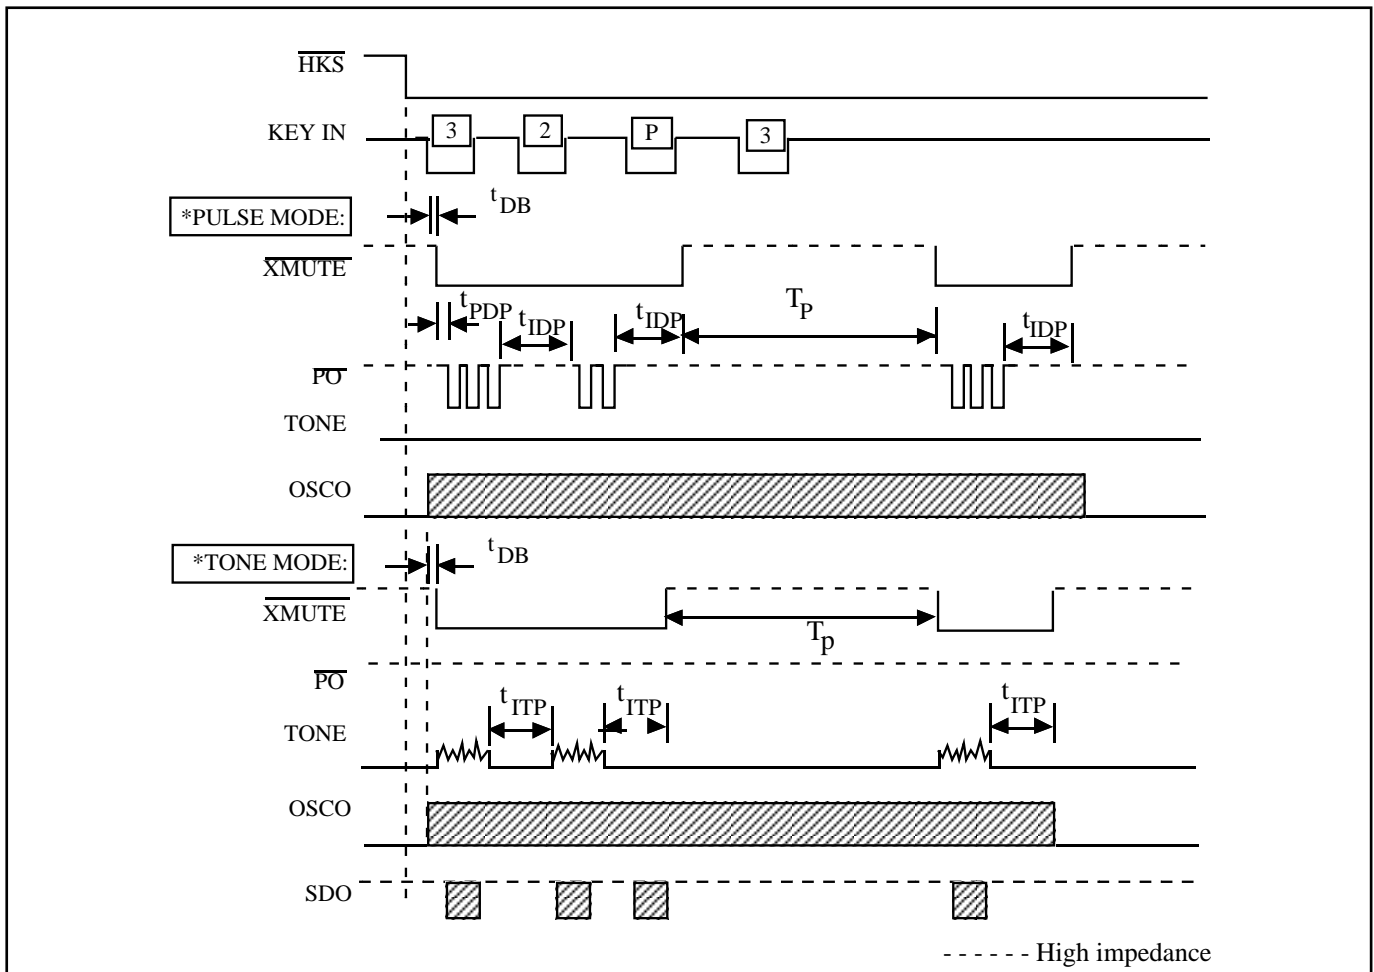 HKS
KEY IN
3 2 P 3
tDB
*PULSE MODE:
XMUTE
tPDP tIDP tIDP TP tIDP
PO
TONE
OSCO
*TONE MODE:
tDB
XMUTE
Tp
PO
tITP tITP tITP
TONE
OSCO
SDO
High impedance